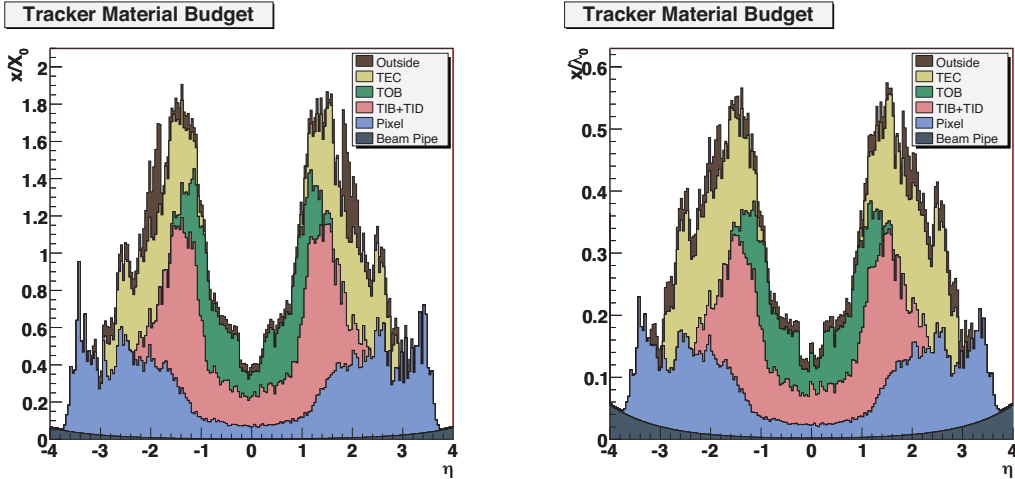 Tracker Material Budget
x/X0
2
1.8
1.6
1.4
1.2
1
0.8
0.6
0.4
0.2
0
-4 -3 -2 -1 0 1 2 3 4
η
Outside
TEC
TOB
TIB+TID
Pixel
Beam Pipe
Tracker Material Budget
0.6
0.5
0.4
0.3
0.2
0.1
0
-4 -3 -2 -1 0 1 2 3 4
η
Outside
TEC
TOB
TIB+TID
Pixel
Beam Pipe